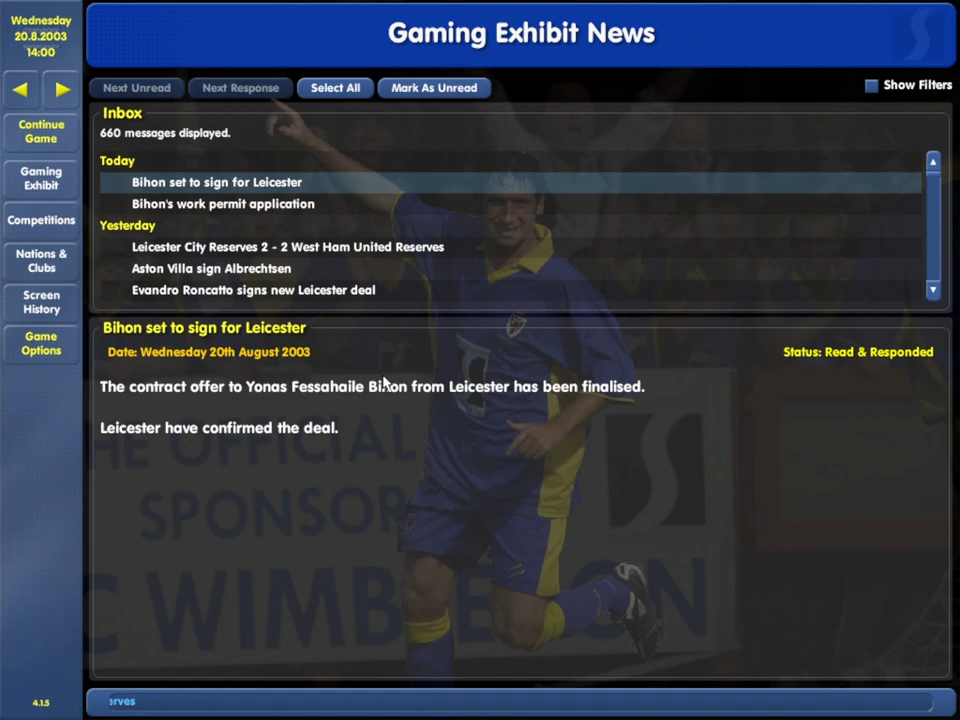 Wednesday
20.8.2003
14:00
Gaming Exhibit News
Next Unread
Next Response
Select All
Mark As Unread
Show Filters
Continue
Game
Gaming
Exhibit
Competitions
Nations &
Clubs
Screen
History
Game
Options
Inbox
660 messages displayed.
Today
Bihon set to sign for Leicester
Bihon's work permit application
Yesterday
Leicester City Reserves 2 - 2 West Ham United Reserves
Aston Villa sign Albrechtsen
Evandro Roncatto signs new Leicester deal
Bihon set to sign for Leicester
Date: Wednesday 20th August 2003
Status: Read & Responded
The contract offer to Yonas Fessahaile Bihon from Leicester has been finalised.
Leicester have confirmed the deal.
HE OFFICIAL
SPONSOR
C WIMB
ON
4.1.5
erves